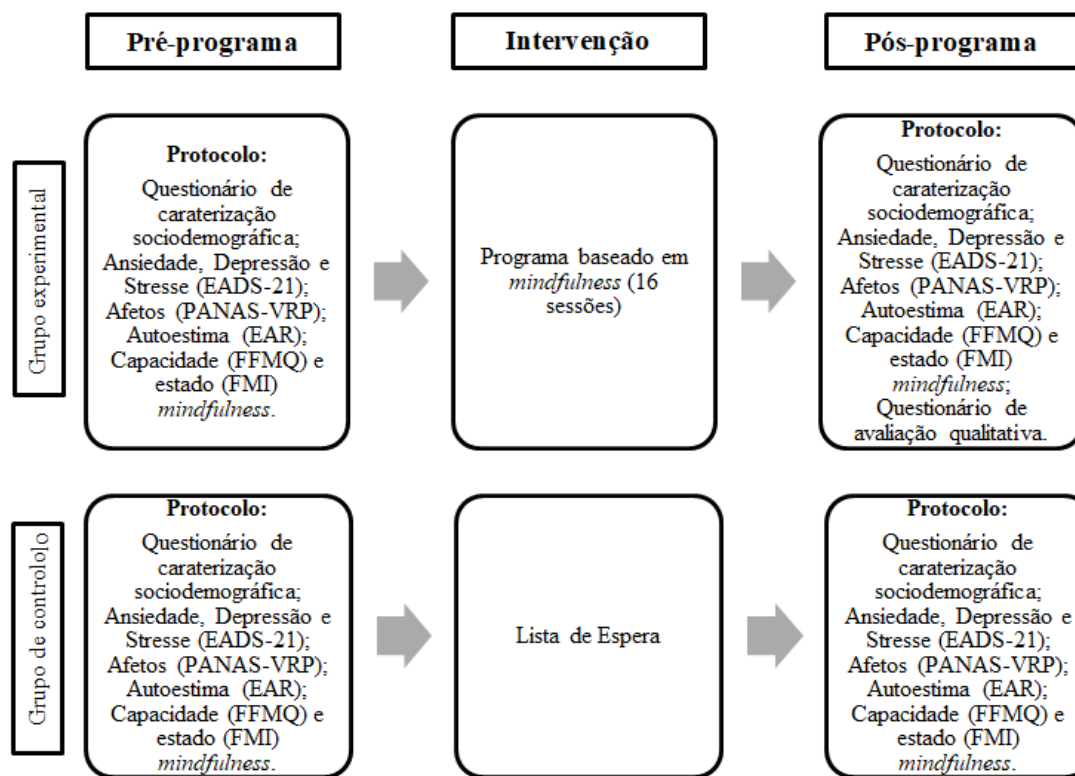 Pré-programa
Intervenção
Pós-programa
Grupo experimental
Protocolo:
Questionário de
caraterização
sociodemográfica;
Ansiedade, Depressão e
Stresse (EADS-21);
Afetos (PANAS-VRP);
Autoestima (EAR);
Capacidade (FFMQ) e
estado (FMI)
mindfulness.
Programa baseado em
mindfulness (16
sessões)
Protocolo:
Questionário de
caraterização
sociodemográfica;
Ansiedade, Depressão e
Stresse (EADS-21);
Afetos (PANAS-VRP);
Autoestima (EAR);
Capacidade (FFMQ) e
estado (FMI)
mindfulness;
Questionário de
avaliação qualitativa.
Grupo de contrololo
Protocolo:
Questionário de
caraterização
sociodemográfica;
Ansiedade, Depressão e
Stresse (EADS-21);
Afetos (PANAS-VRP);
Autoestima (EAR);
Capacidade (FFMQ) e
estado (FMI)
mindfulness.
Lista de Espera
Protocolo:
Questionário de
caraterização
sociodemográfica;
Ansiedade, Depressão e
Stresse (EADS-21);
Afetos (PANAS-VRP);
Autoestima (EAR);
Capacidade (FFMQ) e
estado (FMI)
mindfulness.